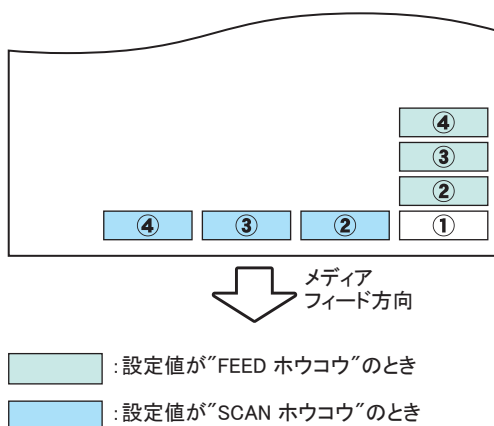 ④
③
②
④ ③ ② ①
メディア
フィード方向
:設定値が"FEED ホウコウ"のとき
:設定値が"SCAN ホウコウ"のとき